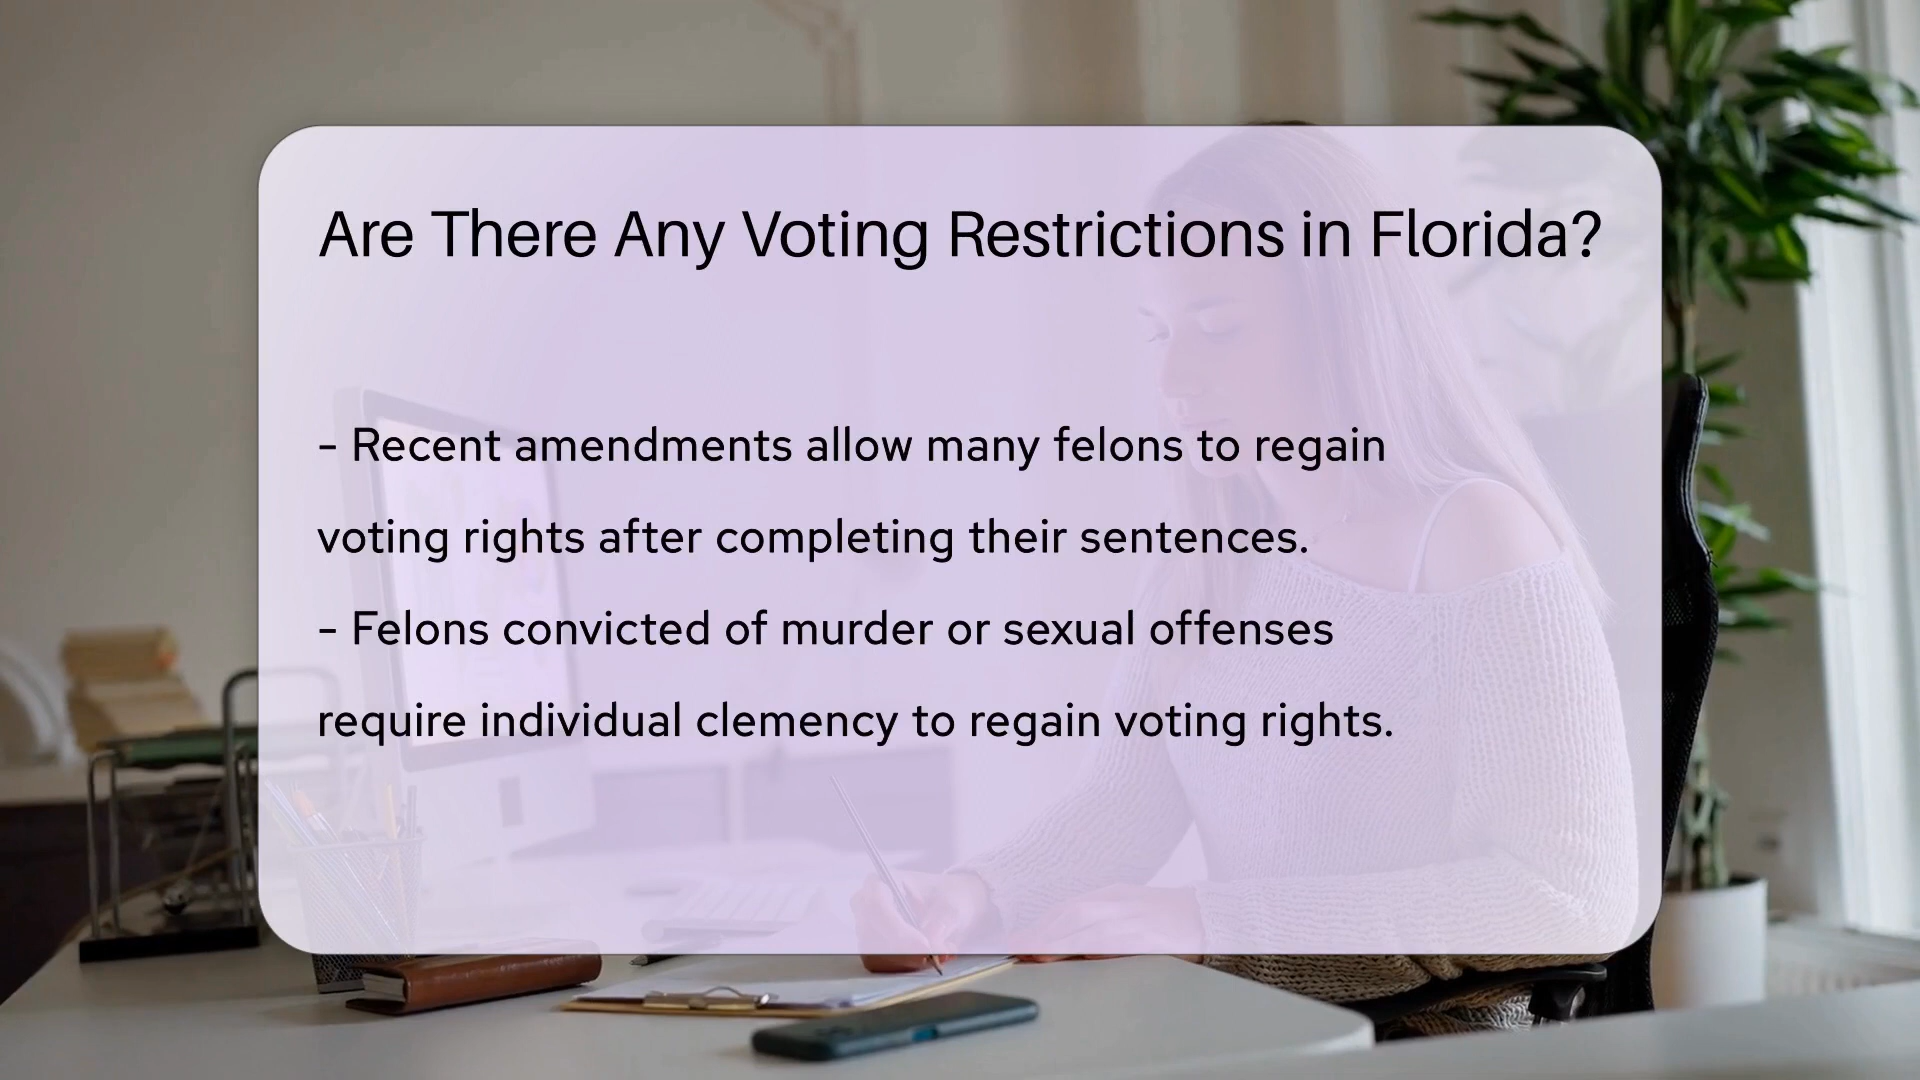 Are There Any Voting Restrictions in Florida?
- Recent amendments allow many felons to regain
voting rights after completing their sentences.
- Felons convicted of murder or sexual offenses
require individual clemency to regain voting rights.